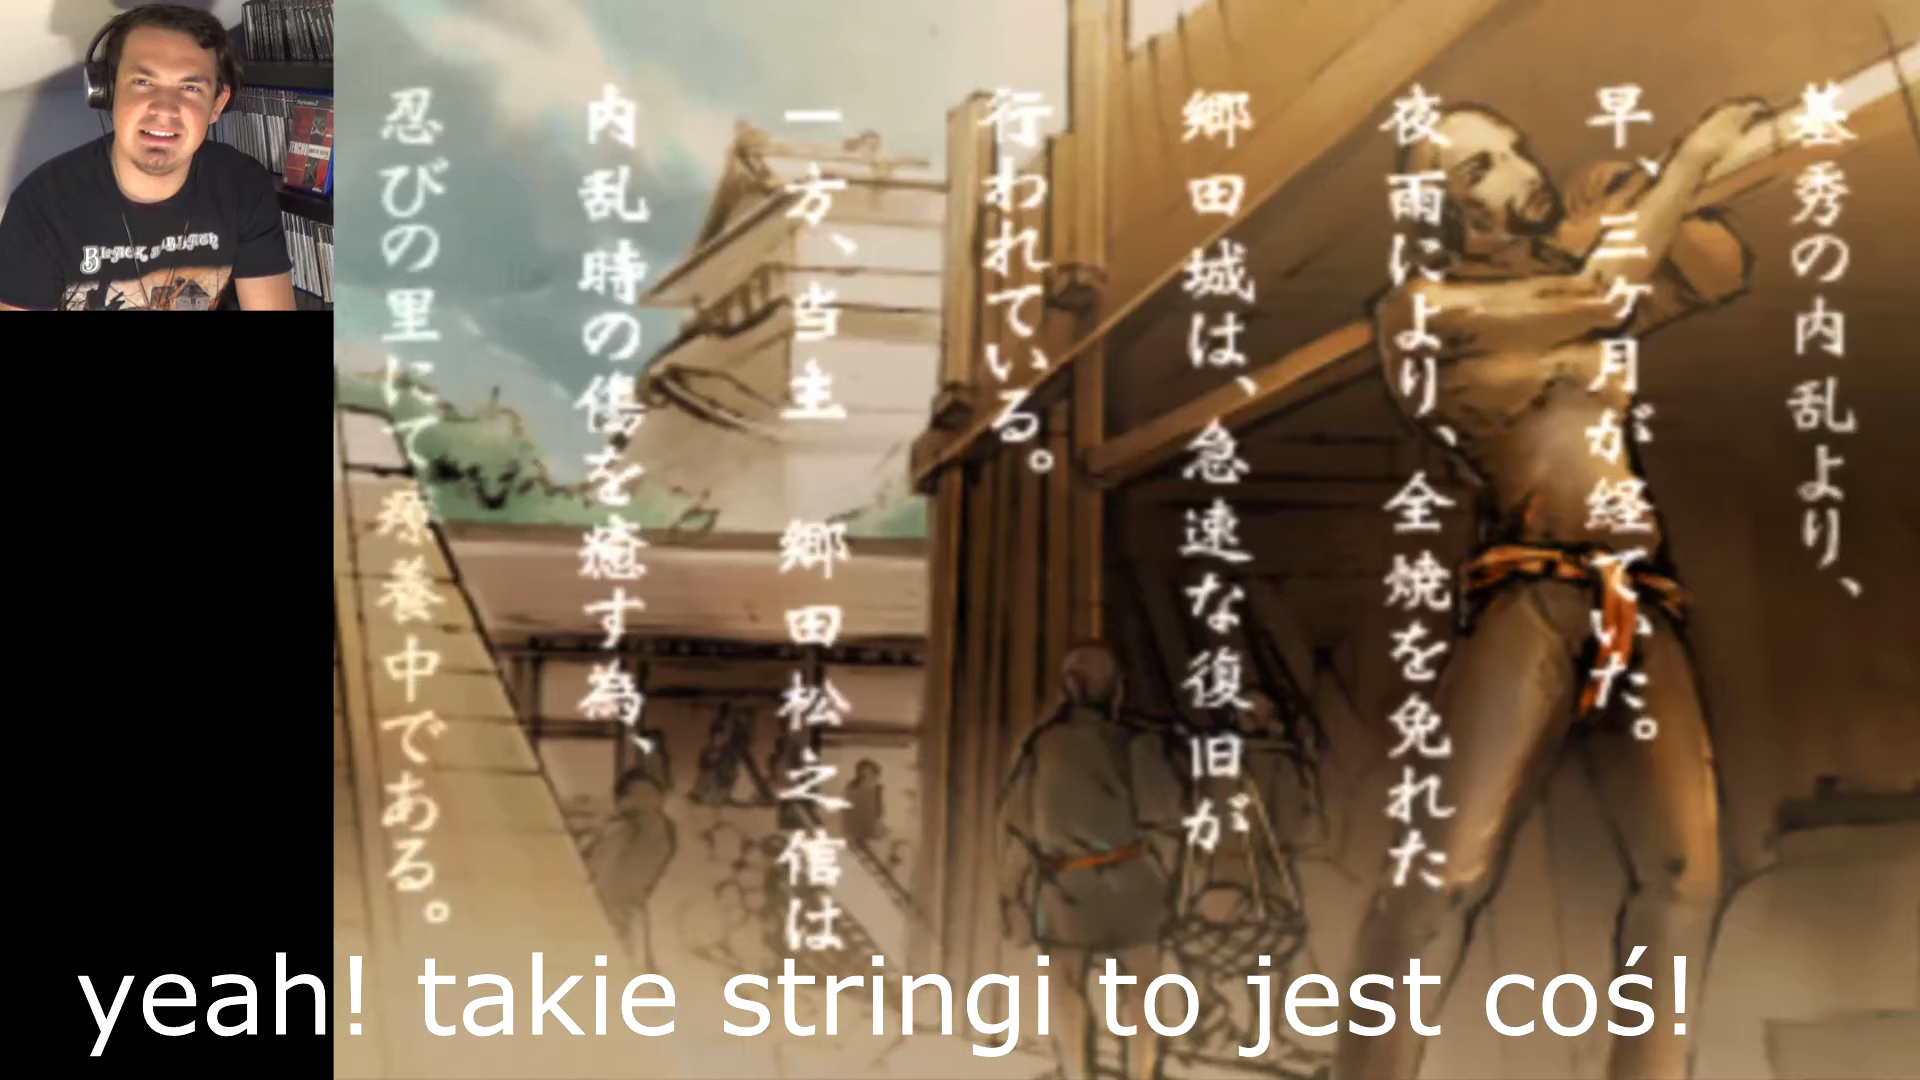 基秀の内乱より、
早、三ヶ月が経ていた。
夜雨により、全焼を免れた
郷田城は、急速な復旧が
行われている。
一方、当主　郷田松之信は
内乱時の傷を癒す為、
忍びの里にて療養中である。
BLACK SABBATH
yeah! takie stringi to jest coś!